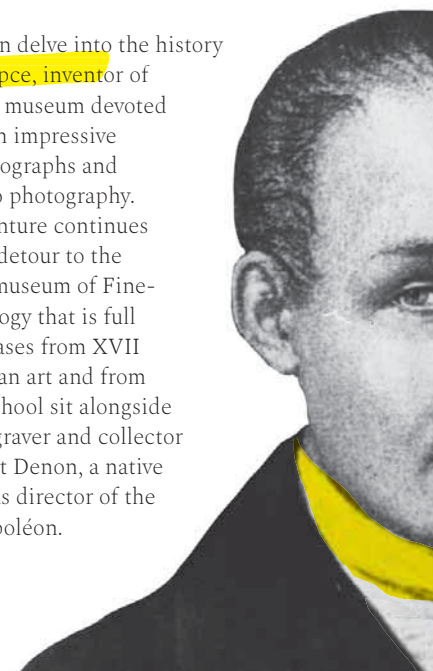 n delve into the history
pce, inventor of
museum devoted
n impressive
ographs and
o photography.
nture continues
detour to the
museum of Fine-
ogy that is full
ases from XVII
an art and from
hool sit alongside
graver and collector
t Denon, a native
s director of the
poléon.